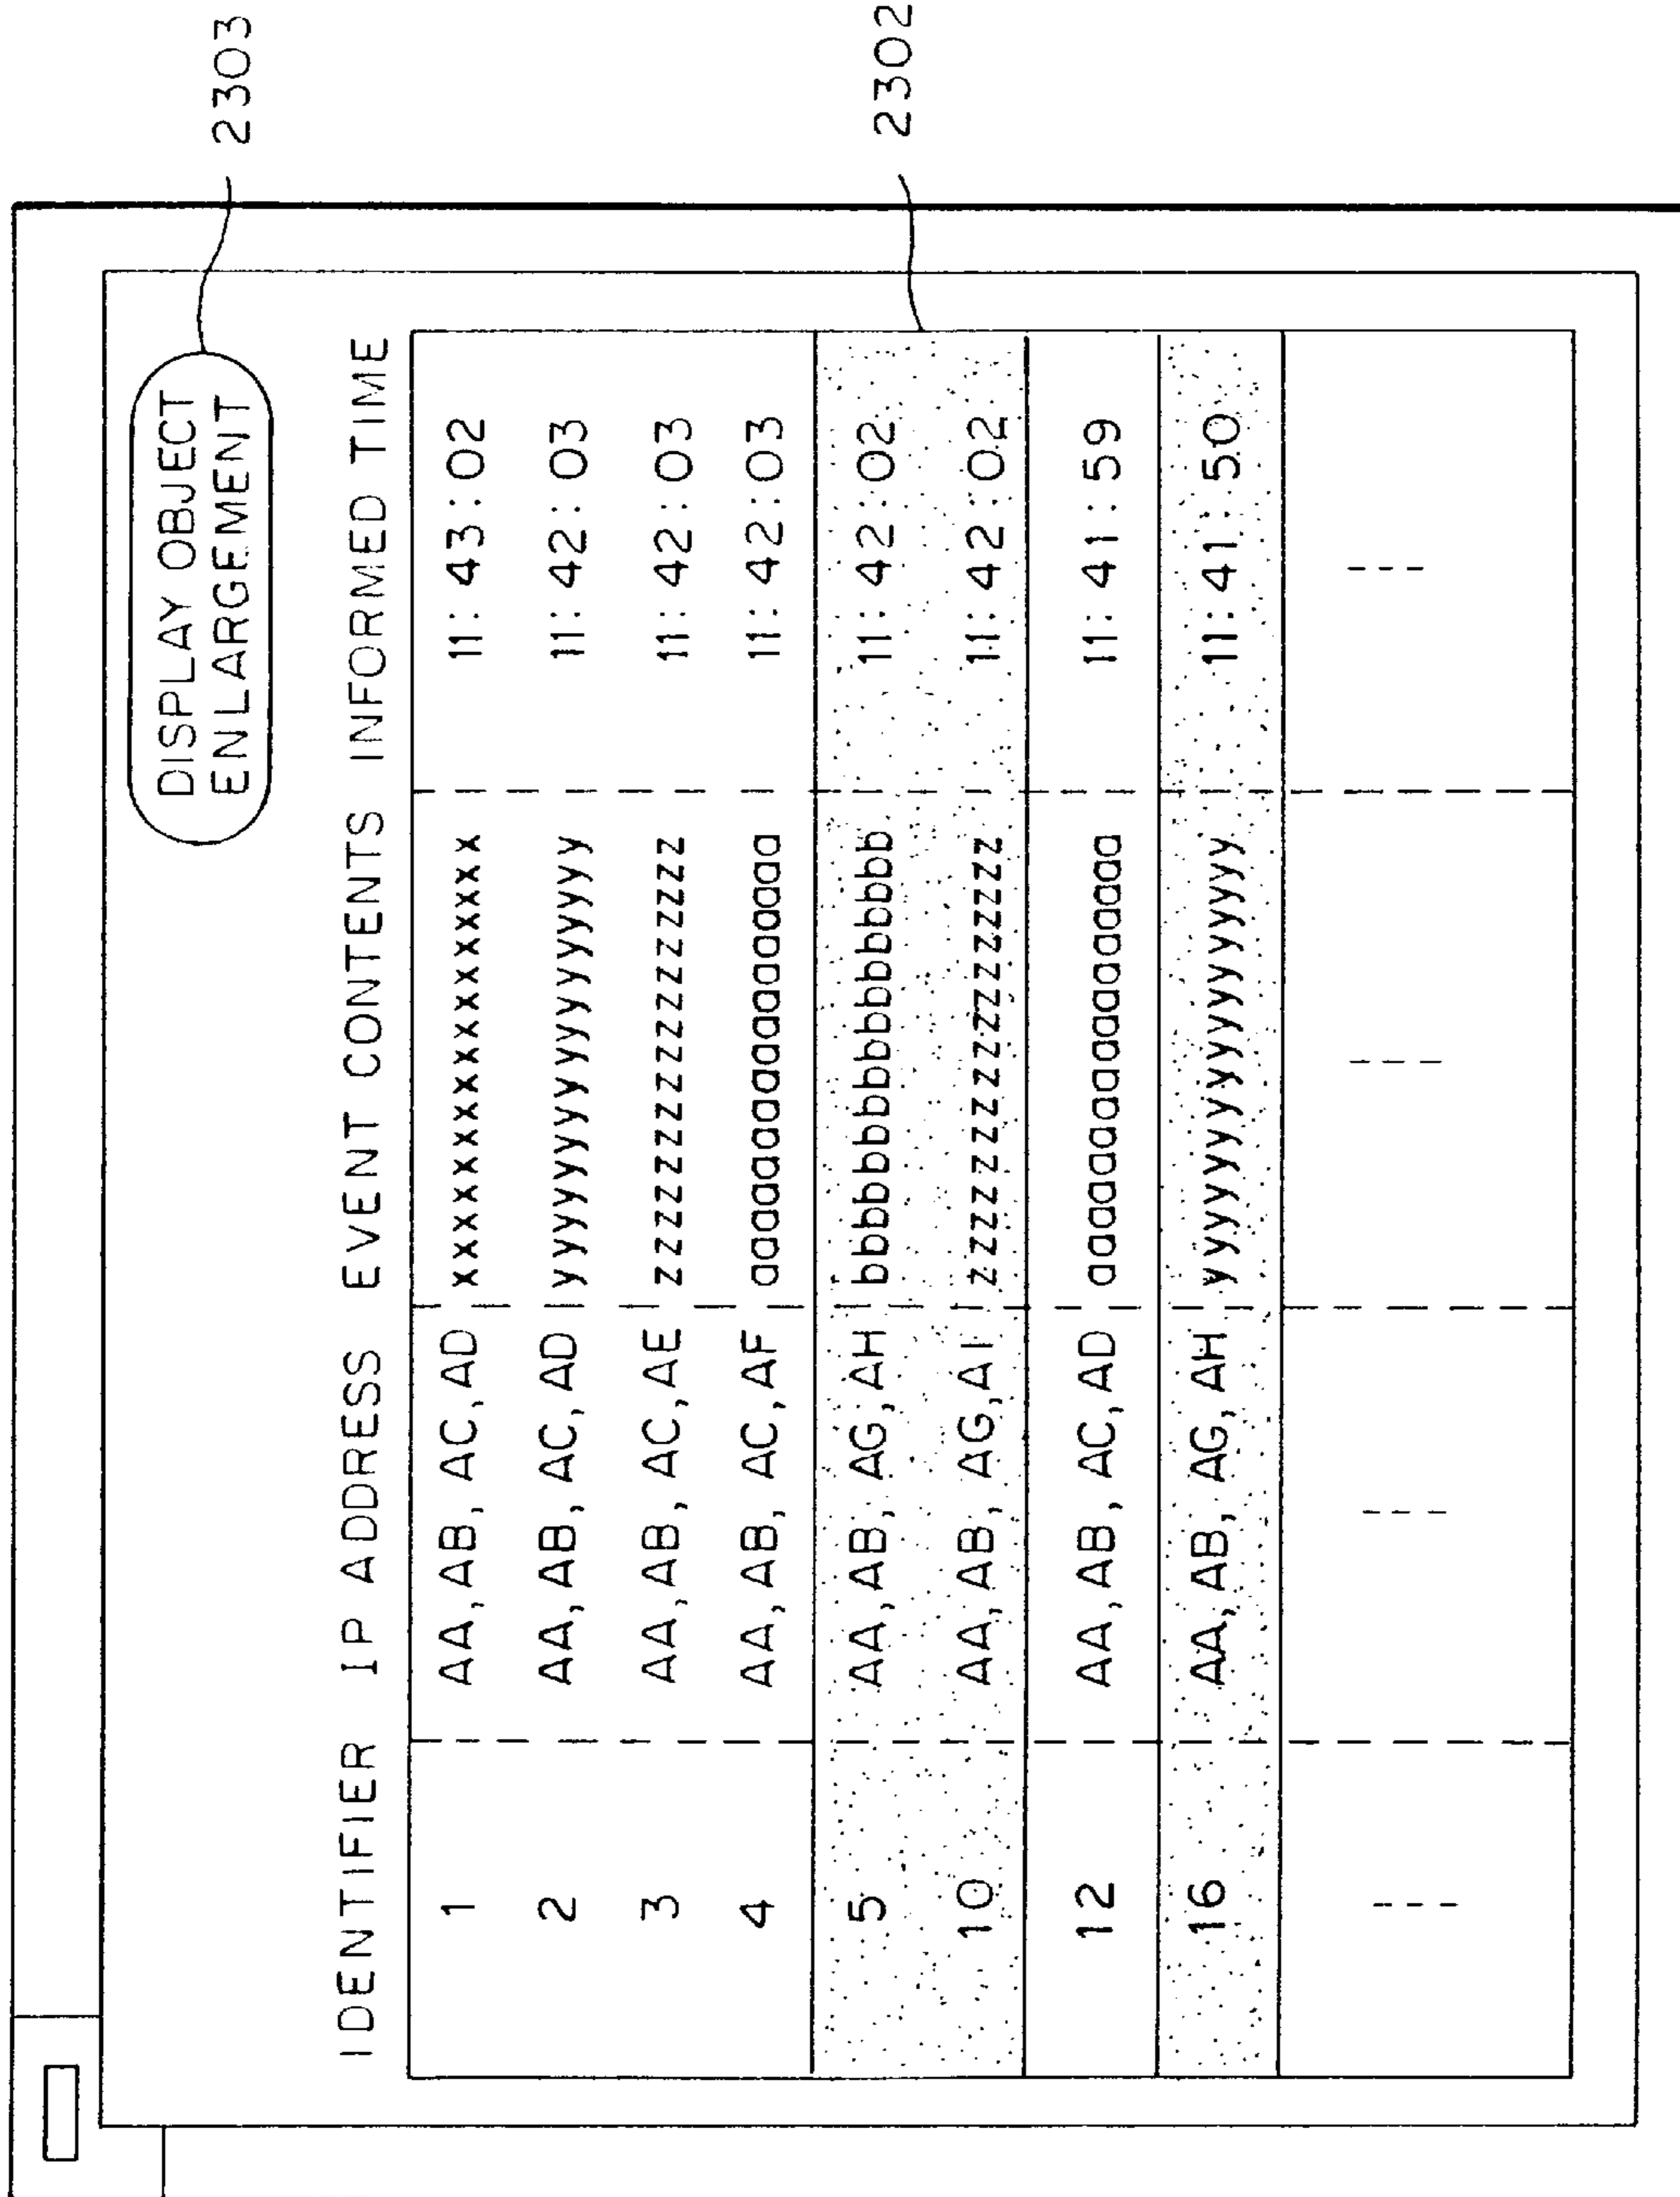 DISPLAY OBJECT
ENLARGEMENT
2303
IDENTIFIER IP ADDRESS EVENT CONTENTS INFORMED TIME
1 AA, AB, AC, AD xxxxxxxxxxxxxxxx 11:43:02
2 AA, AB, AC, AD yyyyyyyyyyyyyyyy 11:42:03
3 AA, AB, AC, AE zzzzzzzzzzzzzzzz 11:42:03
4 AA, AB, AC, AF aaaaaaaaaaaaaaaa 11:42:03
5 AA, AB, AG, AH bbbbbbbbbbbbbbbb 11:42:02
2302
10 AA, AB, AG, AI zzzzzzzzzzzzzzzz 11:42:02
12 AA, AB, AC, AD aaaaaaaaaaaaaaaa 11:41:59
16 AA, AB, AG, AH yyyyyyyyyyyyyyyy 11:41:50
--- --- --- ---